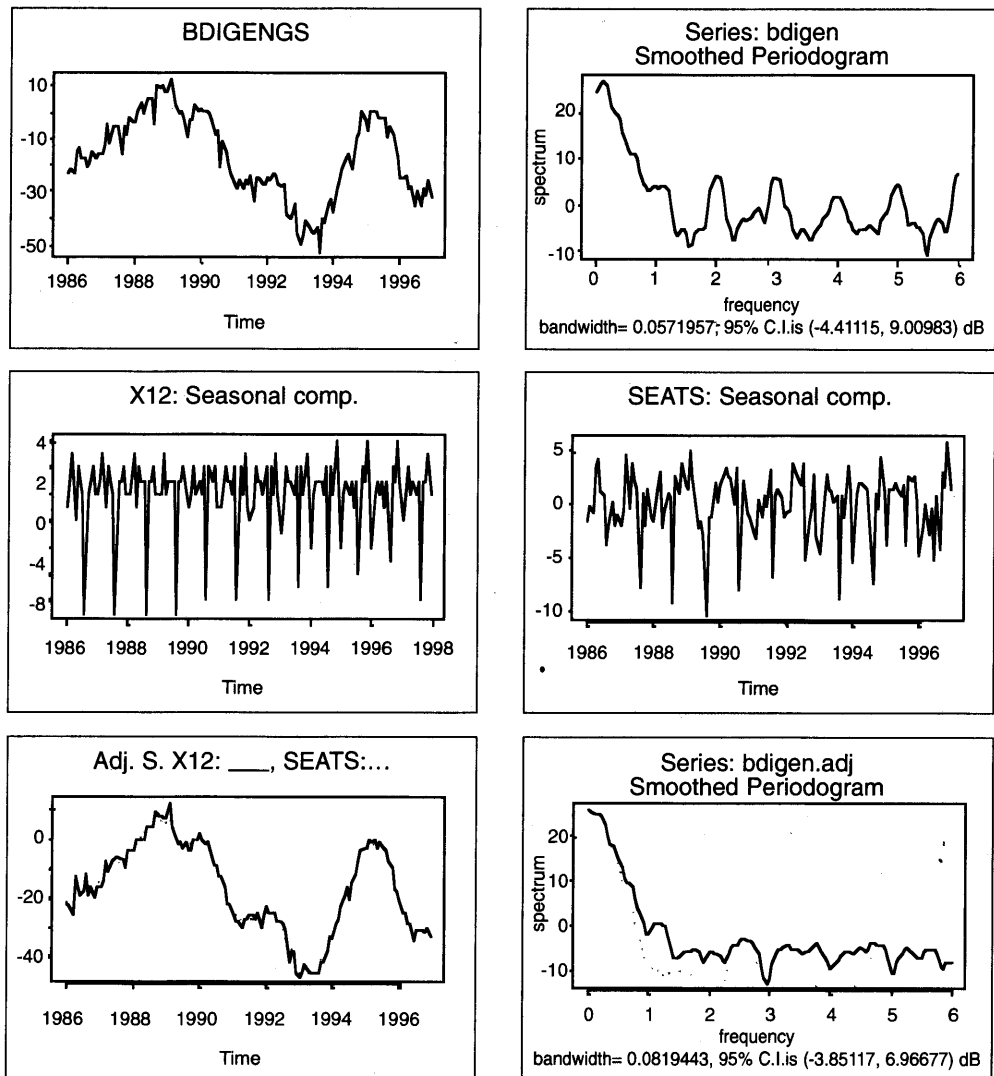 BDIGENGS
10
-10
-30
-50
1986 1988 1990 1992 1994 1996
Time
Series: bdigen
Smoothed Periodogram
spectrum
20
10
0
-10
0 1 2 3 4 5 6
frequency
bandwidth= 0.0571957; 95% C.I.is (-4.41115, 9.00983) dB
X12: Seasonal comp.
4
2
0
-4
-8
1986 1988 1990 1992 1994 1996 1998
Time
SEATS: Seasonal comp.
5
0
-5
-10
1986 1988 1990 1992 1994 1996
Time
Adj. S. X12: ___, SEATS:...
0
-20
-40
1986 1988 1990 1992 1994 1996
Time
Series: bdigen.adj
Smoothed Periodogram
spectrum
20
10
0
-10
0 1 2 3 4 5 6
frequency
bandwidth= 0.0819443, 95% C.I.is (-3.85117, 6.96677) dB